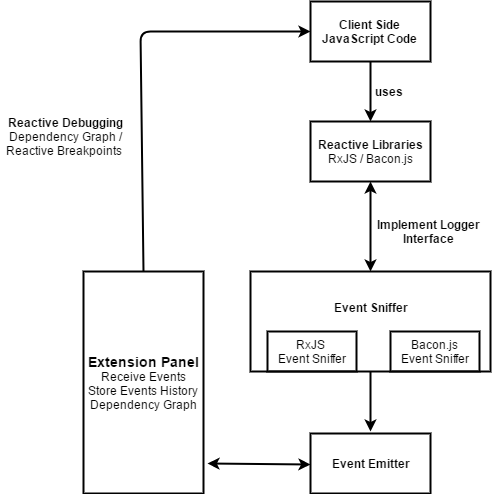 Client Side
JavaScript Code
uses
Reactive Debugging
Dependency Graph /
Reactive Breakpoints
Reactive Libraries
RxJS / Bacon.js
Implement Logger
Interface
Event Sniffer
RxJS
Event Sniffer
Bacon.js
Event Sniffer
Extension Panel
Receive Events
Store Events History
Dependency Graph
Event Emitter